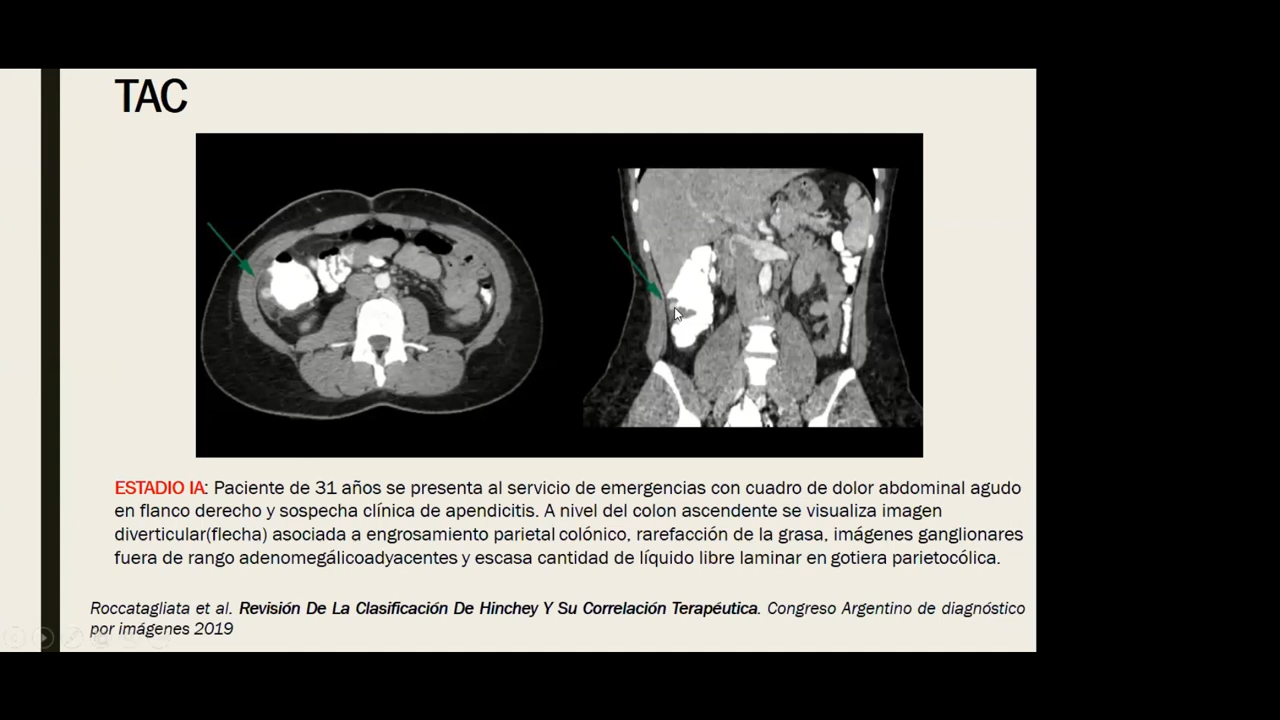 TAC
ESTADIO IA: Paciente de 31 años se presenta al servicio de emergencias con cuadro de dolor abdominal agudo
en flanco derecho y sospecha clínica de apendicitis. A nivel del colon ascendente se visualiza imagen
diverticular(flecha) asociada a engrosamiento parietal colónico, rarefacción de la grasa, imágenes ganglionares
fuera de rango adenomegálicoadyacentes y escasa cantidad de líquido libre laminar en gotiera parietocólica.
Roccatagliata et al. Revisión De La Clasificación De Hinchey Y Su Correlación Terapéutica. Congreso Argentino de diagnóstico
por imágenes 2019